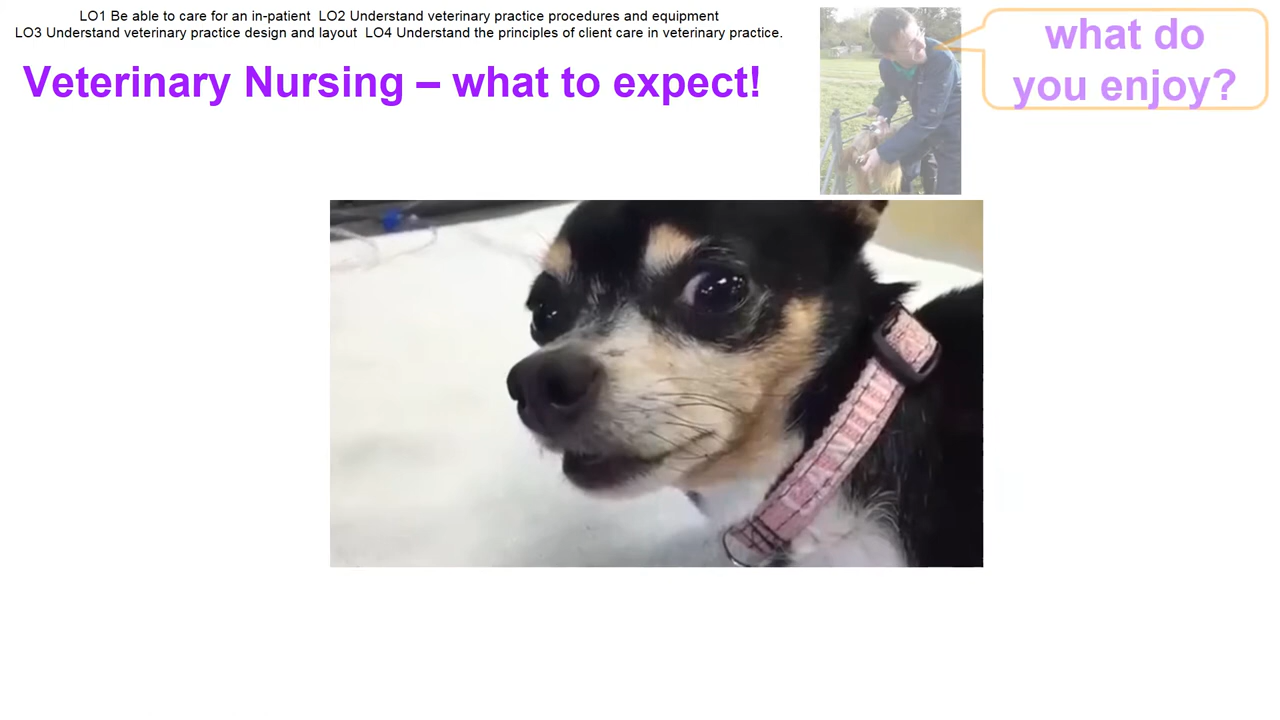 LO1 Be able to care for an in-patient  LO2 Understand veterinary practice procedures and equipment
LO3 Understand veterinary practice design and layout  LO4 Understand the principles of client care in veterinary practice.
Veterinary Nursing – what to expect!
what do
you enjoy?